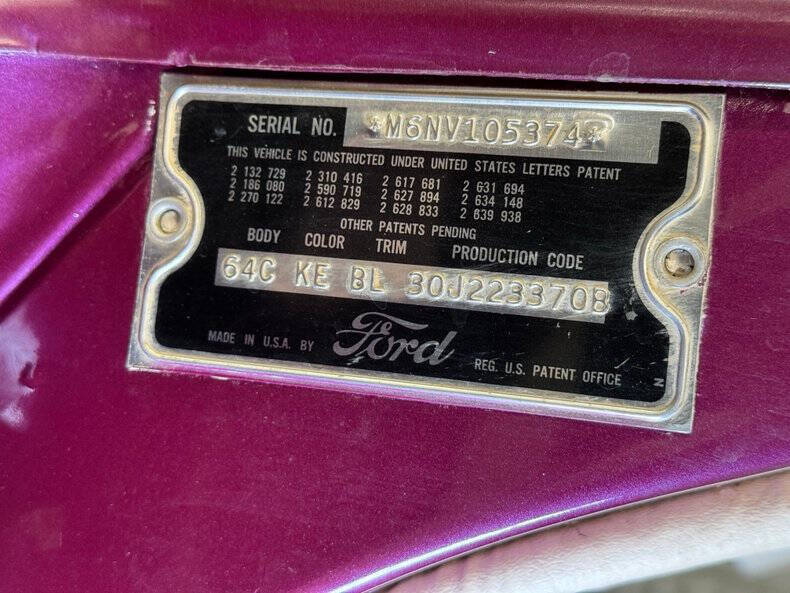 SERIAL NO. *M6NV105374*
THIS VEHICLE IS CONSTRUCTED UNDER UNITED STATES LETTERS PATENT
2 132 729 2 310 416 2 617 681 2 631 694
2 186 080 2 590 719 2 627 894 2 634 148
2 270 122 2 612 829 2 628 833 2 639 938
OTHER PATENTS PENDING
BODY COLOR TRIM PRODUCTION CODE
64C KE BL 30J223370B
MADE IN U.S.A. BY Ford REG. U.S. PATENT OFFICE N